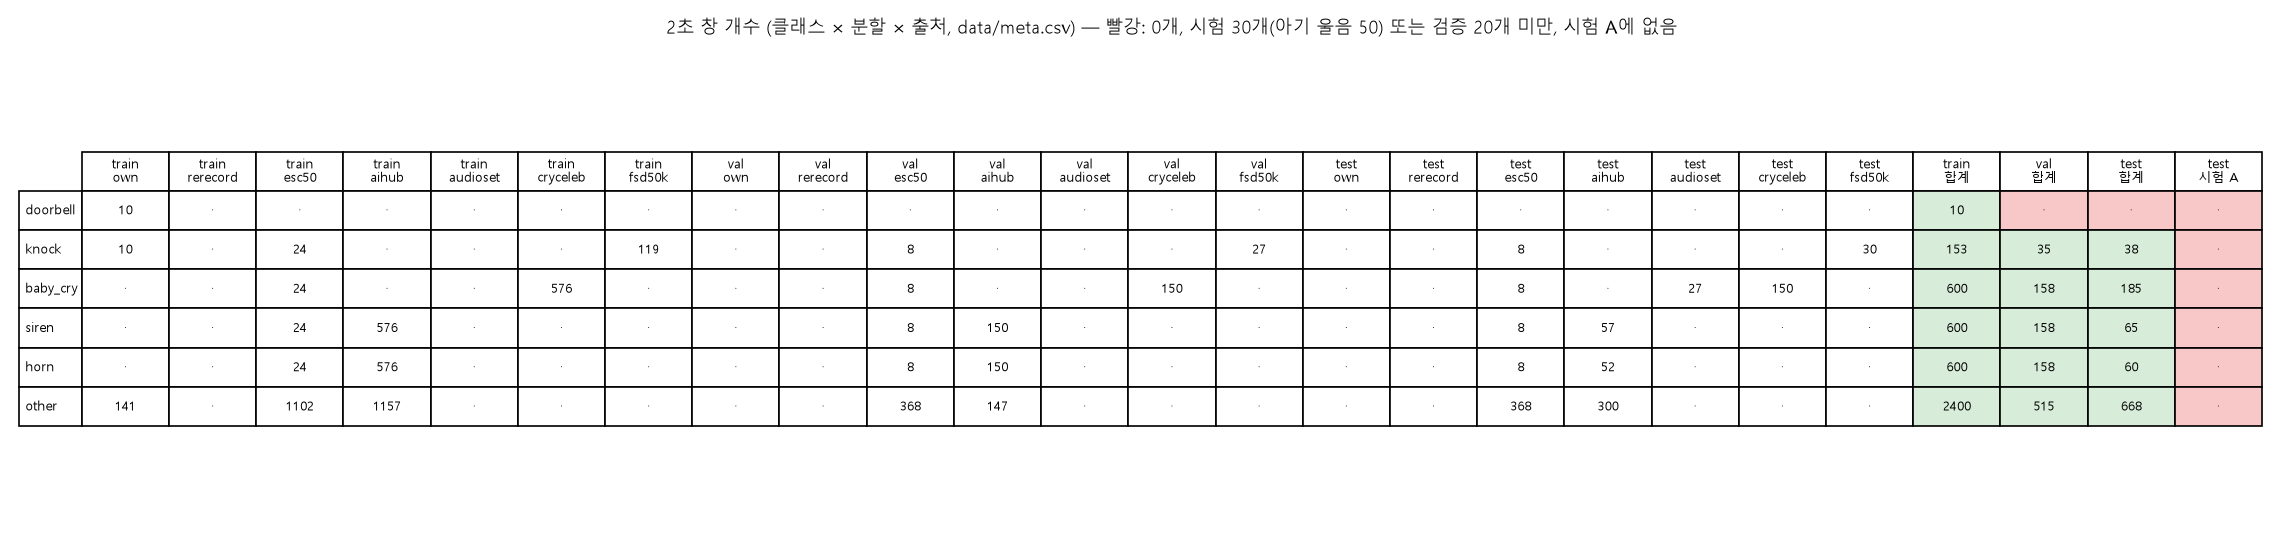 2초 창 개수 (클래스 × 분할 × 출처, data/meta.csv) — 빨강: 0개, 시험 30개(아기 울음 50) 또는 검증 20개 미만, 시험 A에 없음
train own train rerecord train esc50 train aihub train audioset train cryceleb train fsd50k val own val rerecord val esc50 val aihub val audioset val cryceleb val fsd50k test own test rerecord test esc50 test aihub test audioset test cryceleb test fsd50k train 합계 val 합계 test 합계 test 시험 A
doorbell 10 · · · · · · · · · · · · · · · · · · · · 10 · · ·
knock 10 · 24 · · · 119 · · 8 · · · 27 · · 8 · · · 30 153 35 38 ·
baby_cry · · 24 · · 576 · · · 8 · · 150 · · · 8 · 27 150 · 600 158 185 ·
siren · · 24 576 · · · · · 8 150 · · · · · 8 57 · · · 600 158 65 ·
horn · · 24 576 · · · · · 8 150 · · · · · 8 52 · · · 600 158 60 ·
other 141 · 1102 1157 · · · · · 368 147 · · · · · 368 300 · · · 2400 515 668 ·